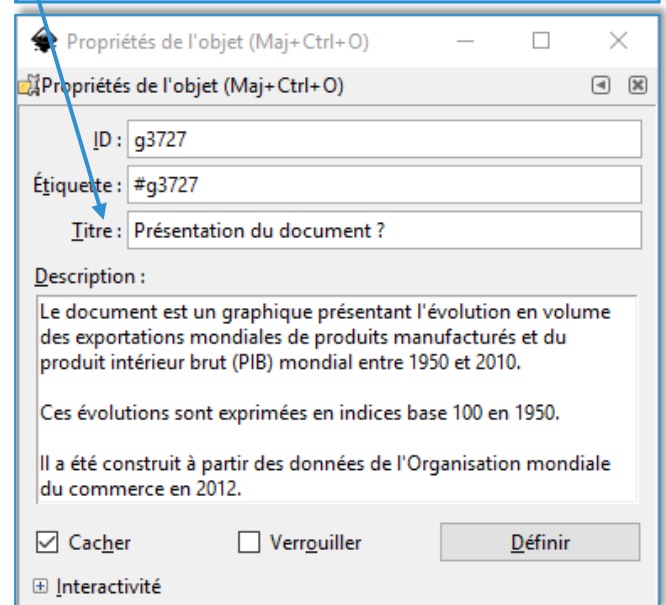 Propriétés de l'objet (Maj+Ctrl+O)
Propriétés de l'objet (Maj+Ctrl+O)
ID : g3727
Étiquette : #g3727
Titre : Présentation du document ?
Description :
Le document est un graphique présentant l'évolution en volume
des exportations mondiales de produits manufacturés et du
produit intérieur brut (PIB) mondial entre 1950 et 2010.
Ces évolutions sont exprimées en indices base 100 en 1950.
Il a été construit à partir des données de l'Organisation mondiale
du commerce en 2012.
Cacher Verrouiller Définir
Interactivité